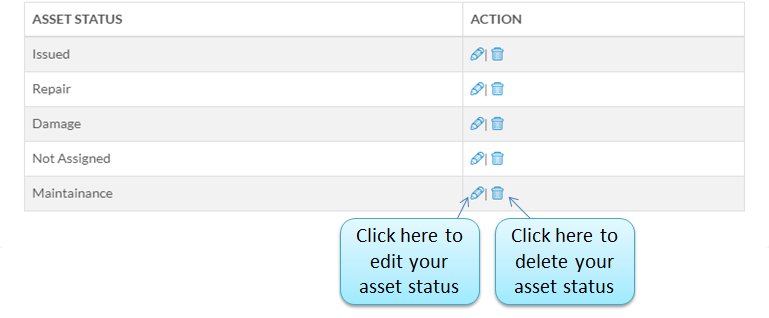 ASSET STATUS ACTION
Issued |
Repair |
Damage |
Not Assigned |
Maintainance |
Click here to
edit your
asset status
Click here to
delete your
asset status